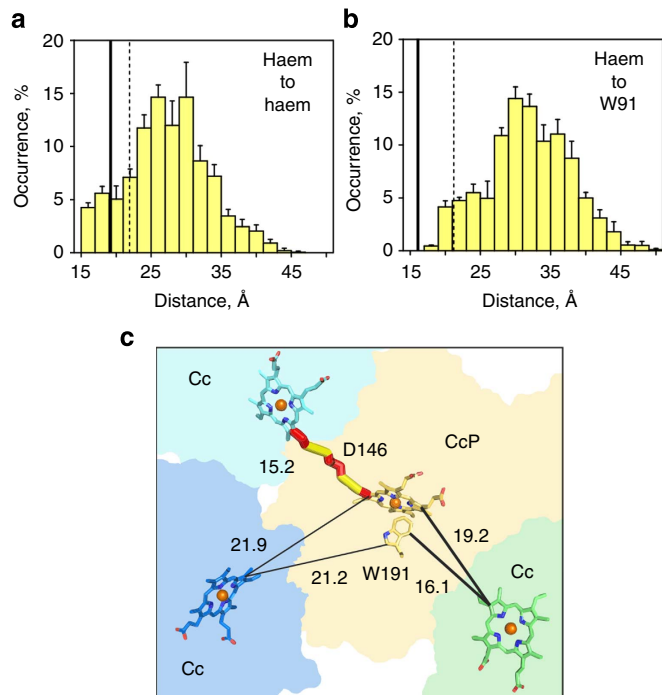 a
20
15
10
5
0
Occurrence, %
Haem
to
haem
15 25 35 45
Distance, Å
b
20
15
10
5
0
Occurrence, %
Haem
to
W91
15 25 35 45
Distance, Å
c
Cc
D146
CcP
15.2
21.9
19.2
21.2
W191
16.1
Cc
Cc